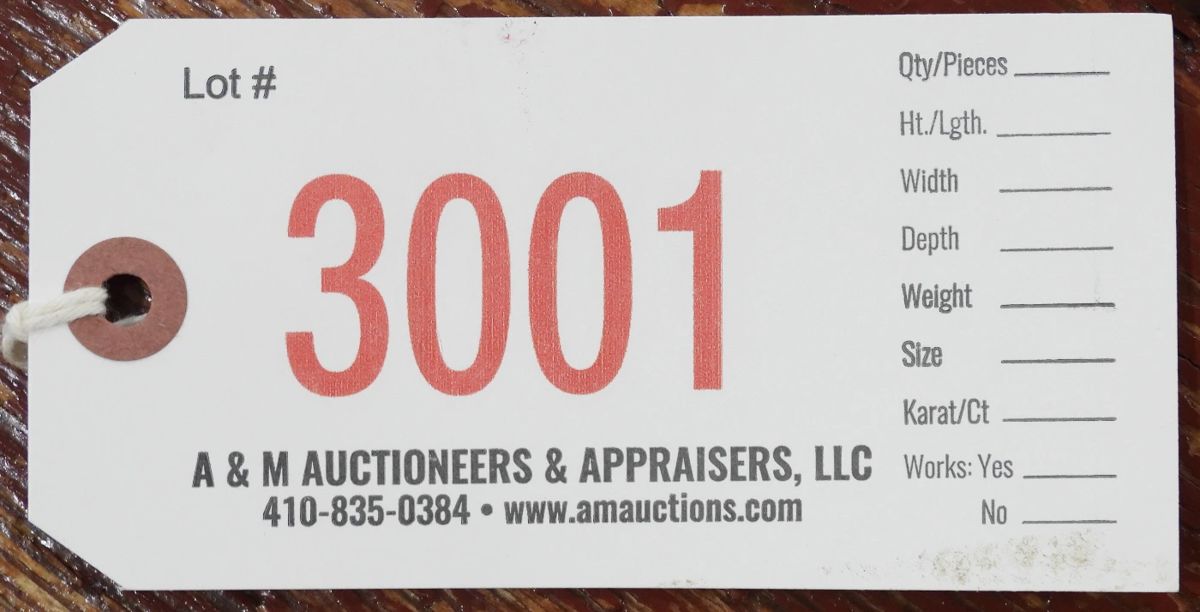 Lot #
3001
A & M AUCTIONEERS & APPRAISERS, LLC
410-835-0384 • www.amauctions.com
Qty/Pieces
Ht./Lgth.
Width
Depth
Weight
Size
Karat/Ct
Works: Yes
No